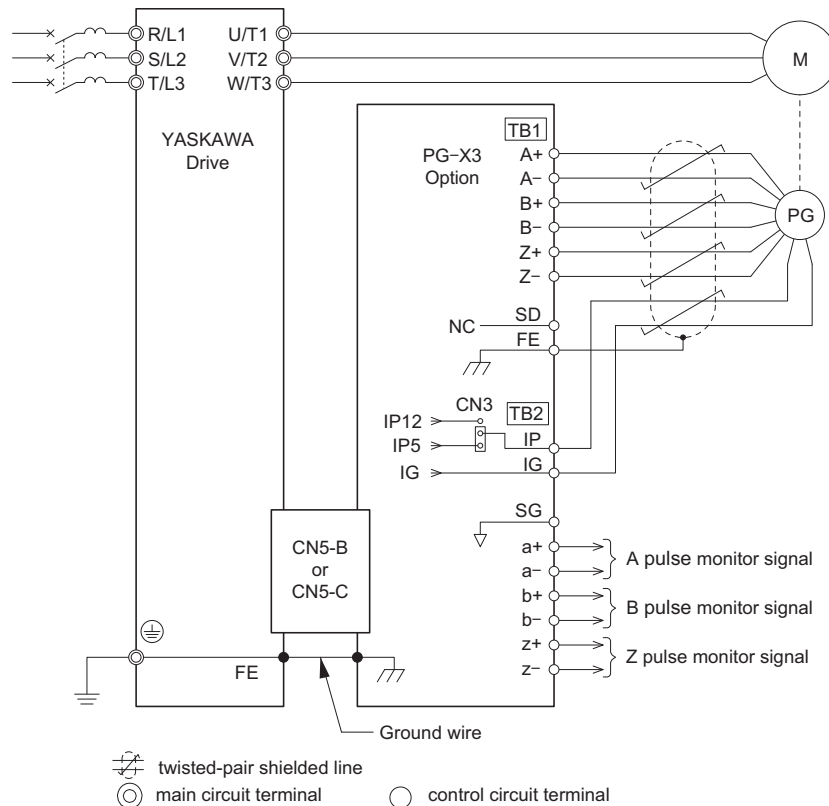 R/L1 U/T1
S/L2 V/T2
T/L3 W/T3
M
YASKAWA
Drive
PG−X3
Option
TB1
A+
A−
B+
B−
Z+
Z−
PG
SD
NC
FE
CN3
TB2
IP12
IP
IP5
IG
IG
SG
CN5-B
or
CN5-C
a+
a−
A pulse monitor signal
b+
b−
B pulse monitor signal
z+
z−
Z pulse monitor signal
FE
Ground wire
twisted-pair shielded line
main circuit terminal
control circuit terminal